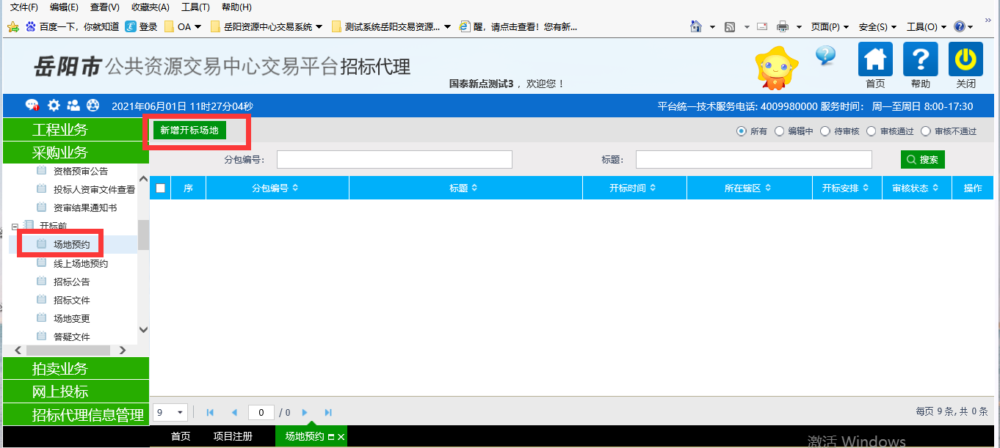 文件(F) 编辑(E) 查看(V) 收藏夹(A) 工具(T) 帮助(H)
百度一下，你就知道 登录 OA 岳阳资源中心交易系统 测试系统岳阳交易资源... 醒，请点击查看！您有新... 页面(P) 安全(S) 工具(O)
岳阳市公共资源交易中心交易平台招标代理
国泰新点测试3 ，欢迎您！
首页 帮助 关闭
2021年06月01日 11时27分04秒 平台统一技术服务电话: 4009980000 服务时间： 周一至周日 8:00-17:30
工程业务
采购业务
资格预审公告
投标人资审文件查看
资审结果通知书
开标前
场地预约
线上场地预约
招标公告
招标文件
场地变更
答疑文件
拍卖业务
网上投标
招标代理信息管理
新增开标场地 所有 编辑中 待审核 审核通过 审核不通过
分包编号： 标题： 搜索
序 分包编号 标题 开标时间 所在辖区 开标安排 审核状态 操作
9 0 / 0 每页 9 条, 共 0 条
首页 项目注册 场地预约
激活 Windows